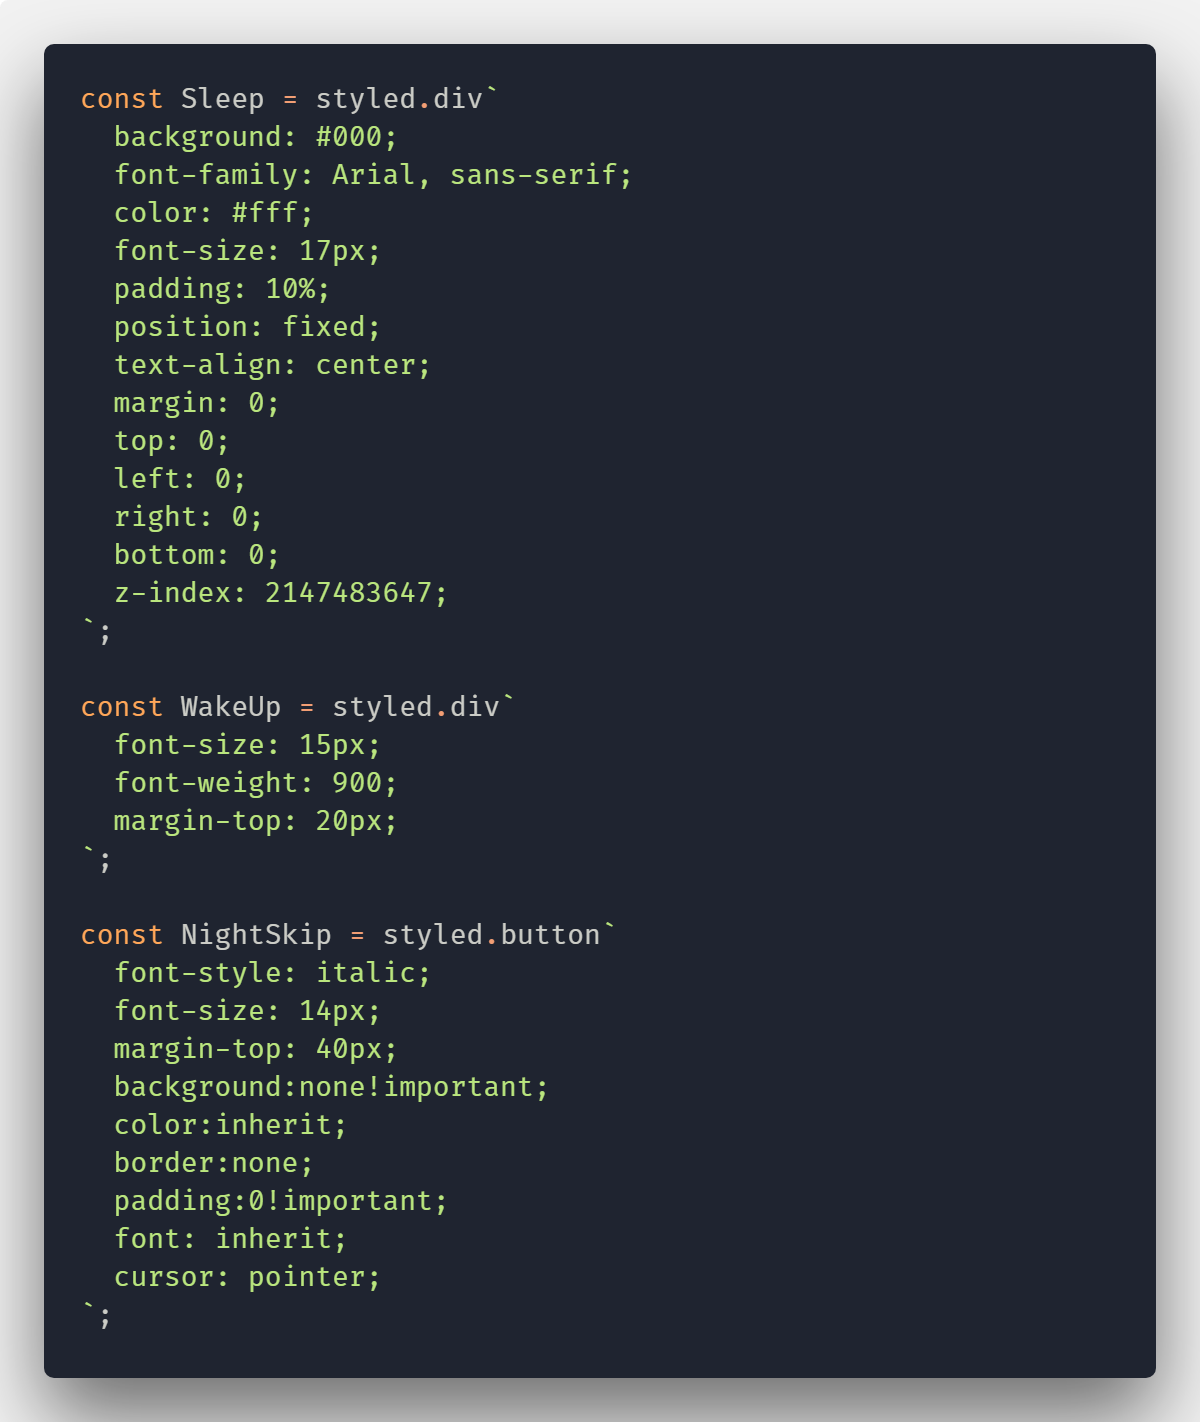 const Sleep = styled.div`
  background: #000;
  font-family: Arial, sans-serif;
  color: #fff;
  font-size: 17px;
  padding: 10%;
  position: fixed;
  text-align: center;
  margin: 0;
  top: 0;
  left: 0;
  right: 0;
  bottom: 0;
  z-index: 2147483647;
`;

const WakeUp = styled.div`
  font-size: 15px;
  font-weight: 900;
  margin-top: 20px;
`;

const NightSkip = styled.button`
  font-style: italic;
  font-size: 14px;
  margin-top: 40px;
  background:none!important;
  color:inherit;
  border:none;
  padding:0!important;
  font: inherit;
  cursor: pointer;
`;